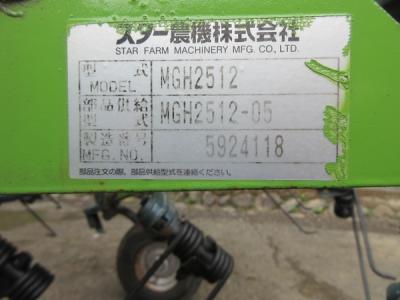 スター農機株式会社
STAR FARM MACHINERY MFG. CO., LTD.
型式 MGH2512
MODEL
部品供給 MGH2512-05
型式
製造番号 5924118
MFG.NO.
部品注文の際、部品供給型式を連絡ください。